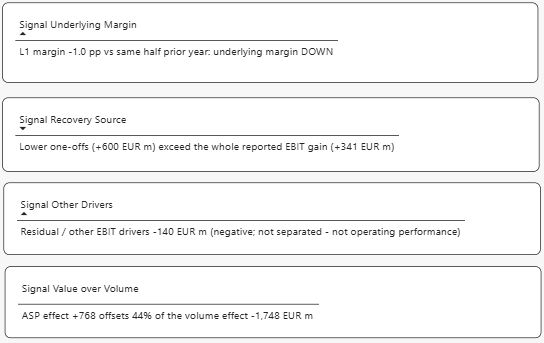 Signal Underlying Margin
L1 margin -1.0 pp vs same half prior year: underlying margin DOWN
Signal Recovery Source
Lower one-offs (+600 EUR m) exceed the whole reported EBIT gain (+341 EUR m)
Signal Other Drivers
Residual / other EBIT drivers -140 EUR m (negative; not separated - not operating performance)
Signal Value over Volume
ASP effect +768 offsets 44% of the volume effect -1,748 EUR m